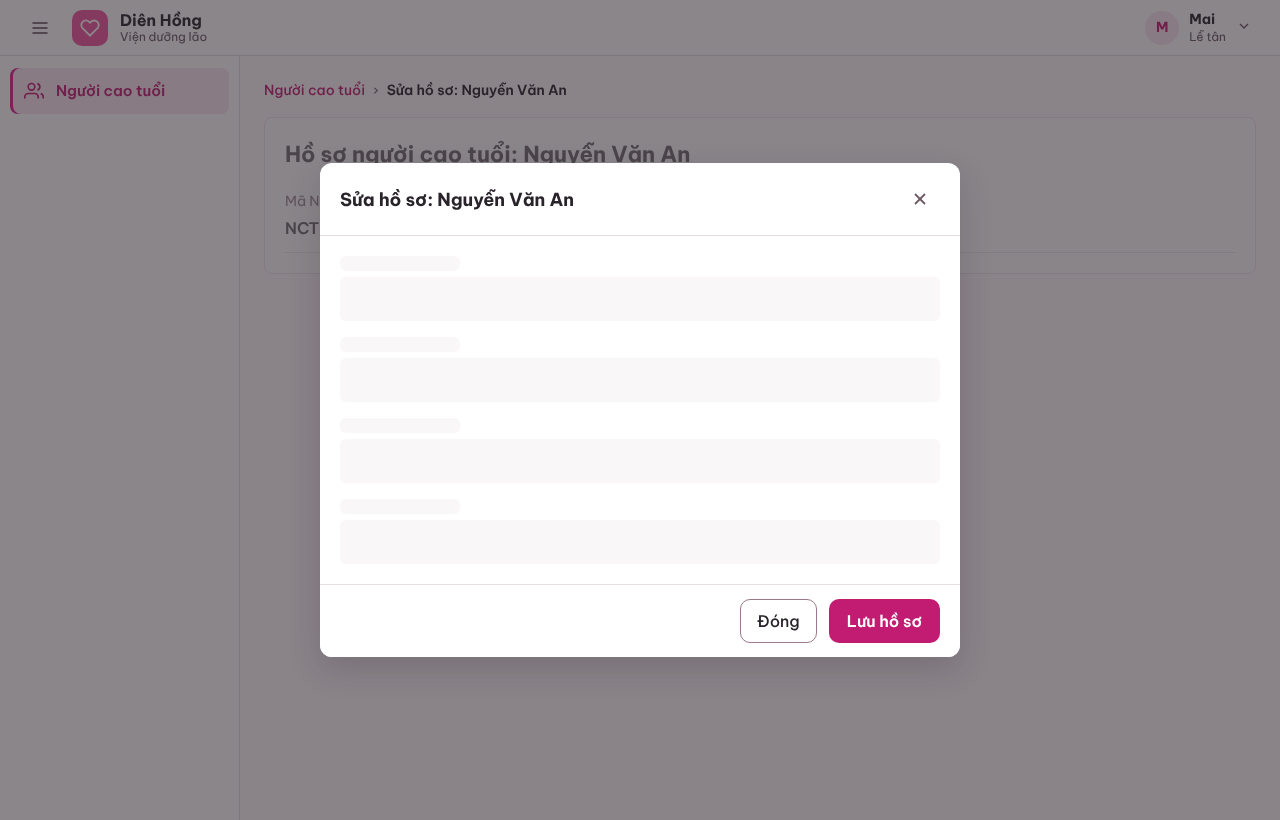 Diên Hồng
Viện dưỡng lão
M
Mai
Lễ tân
Người cao tuổi
Người cao tuổi › Sửa hồ sơ: Nguyễn Văn An
Hồ sơ người cao tuổi: Nguyễn Văn An
Mã N
NCT
Sửa hồ sơ: Nguyễn Văn An
Đóng
Lưu hồ sơ